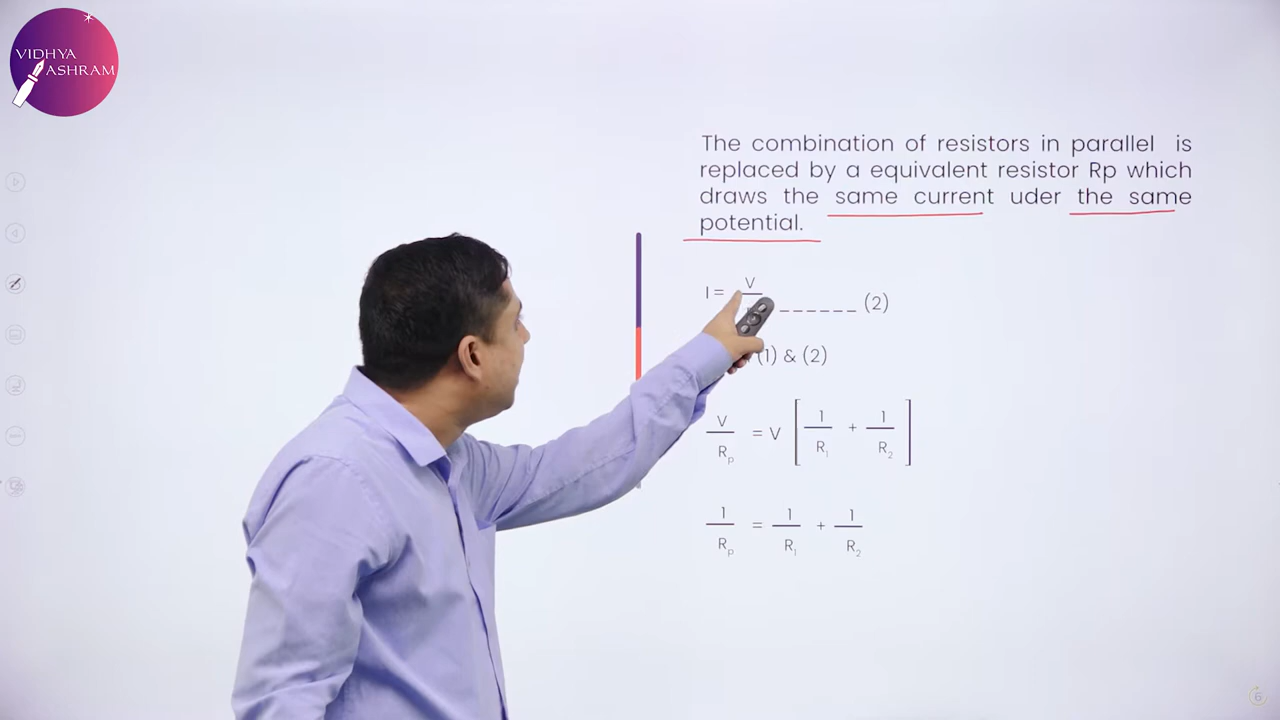 VIDHYA
ASHRAM
The combination of resistors in parallel is
replaced by a equivalent resistor Rp which
draws the same current uder the same
potential.
I = V
------ (2)
(1) & (2)
V/Rp = V [ 1/R1 + 1/R2 ]
1/Rp = 1/R1 + 1/R2
6